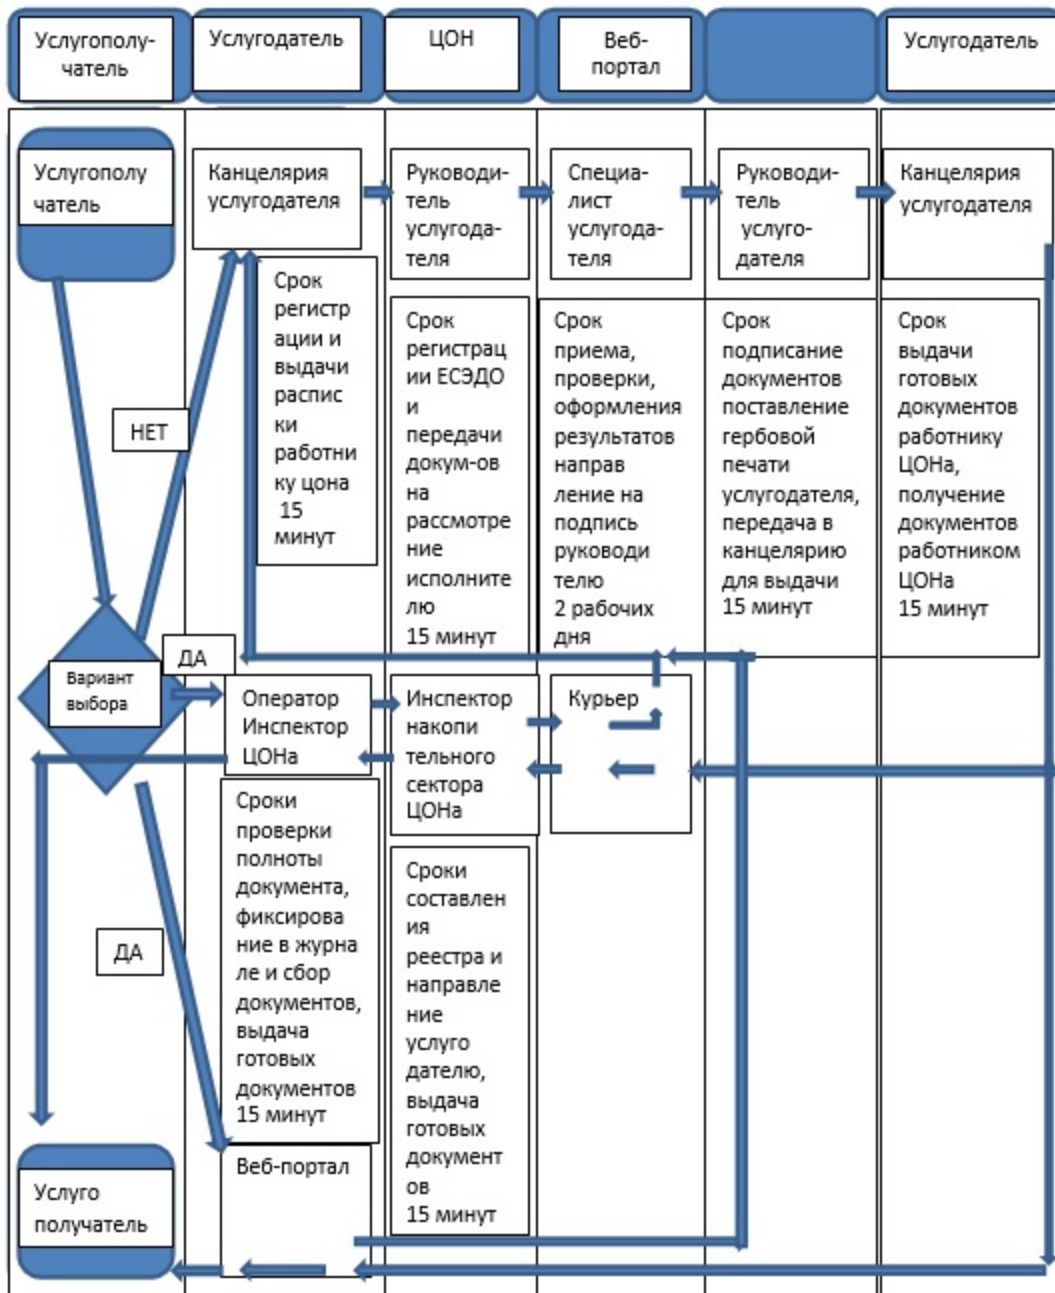 Услугополу-
чатель
Услугодатель
ЦОН
Веб-
портал
Услугодатель
Услугополу
чатель
Канцелярия
услугодателя
Руководи-
тель
услугода-
теля
Специа-
лист
услугода-
теля
Руководи-
тель
услуго-
дателя
Канцелярия
услугодателя
Срок
регистр
ации и
выдачи
распис
ки
работни
ку цона
15
минут
Срок
регистрац
ии ЕСЭДО
и
передачи
докум-ов
на
рассмотре
ние
исполните
лю
15 минут
Срок
приема,
проверки,
оформления
результатов
направ
ление на
подпись
руководи
телю
2 рабочих
дня
Срок
подписание
документов
поставление
гербовой
печати
услугодателя,
передача в
канцелярию
для выдачи
15 минут
Срок
выдачи
готовых
документов
работнику
ЦОНа,
получение
документов
работником
ЦОНа
15 минут
НЕТ
ДА
Вариант
выбора
Оператор
Инспектор
ЦОНа
Инспектор
накопи
тельного
сектора
ЦОНа
Курьер
Сроки
проверки
полноты
документа,
фиксирова
ние в журна
ле и сбор
документов,
выдача
готовых
документов
15 минут
Сроки
составлен
ия
реестра и
направле
ние
услуго
дателю,
выдача
готовых
документ
ов
15 минут
ДА
Веб-портал
Услуго
получатель